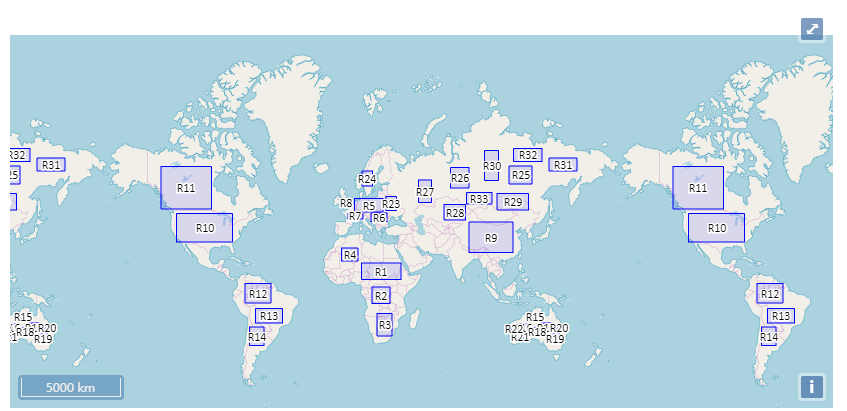 ⤢
R32 R31 R30 R32 R31
R11 R24 R27 R26 R25 R11
R8 R5 R23 R33 R29
R7 R6 R28
R10 R9 R10
R4
R1
R12 R2 R12
R15 R13 R3 R15 R13
R20 R22 R20
R18 R14 R18 R14
R19 R21 R19
5000 km
i